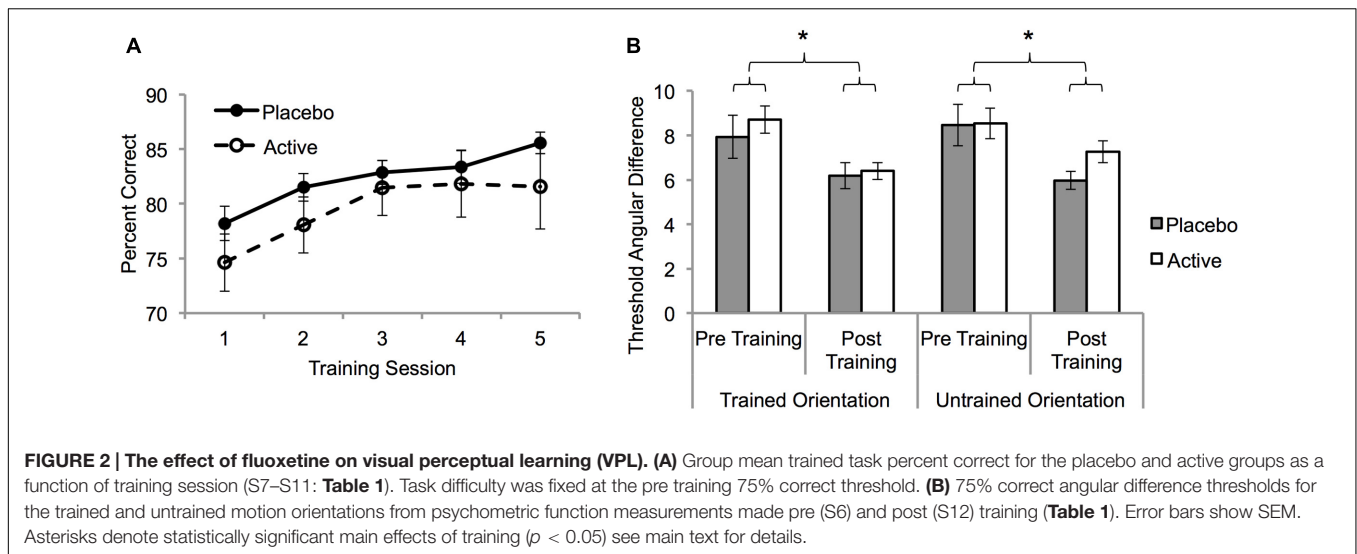 A
90
85
80
75
70
Percent Correct
Placebo
Active
1 2 3 4 5
Training Session
B
*
*
10
8
6
4
2
0
Threshold Angular Difference
Pre Training
Post
Training
Pre Training
Post
Training
Trained Orientation
Untrained Orientation
Placebo
Active
FIGURE 2 | The effect of fluoxetine on visual perceptual learning (VPL). (A) Group mean trained task percent correct for the placebo and active groups as a
function of training session (S7–S11: Table 1). Task difficulty was fixed at the pre training 75% correct threshold. (B) 75% correct angular difference thresholds for
the trained and untrained motion orientations from psychometric function measurements made pre (S6) and post (S12) training (Table 1). Error bars show SEM.
Asterisks denote statistically significant main effects of training (p < 0.05) see main text for details.